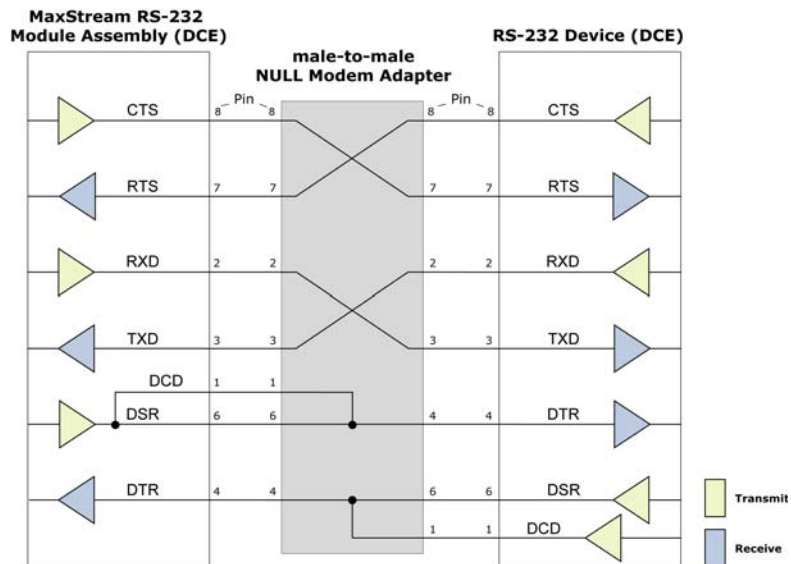 MaxStream RS-232
Module Assembly (DCE)
male-to-male
NULL Modem Adapter
RS-232 Device (DCE)
CTS 8 Pin 8 8 Pin 8 CTS
RTS 7 7 7 7 RTS
RXD 2 2 2 2 RXD
TXD 3 3 3 3 TXD
DCD 1 1
DSR 6 6 4 4 DTR
DTR 4 4 6 6 DSR
1 1 DCD
Transmit
Receive